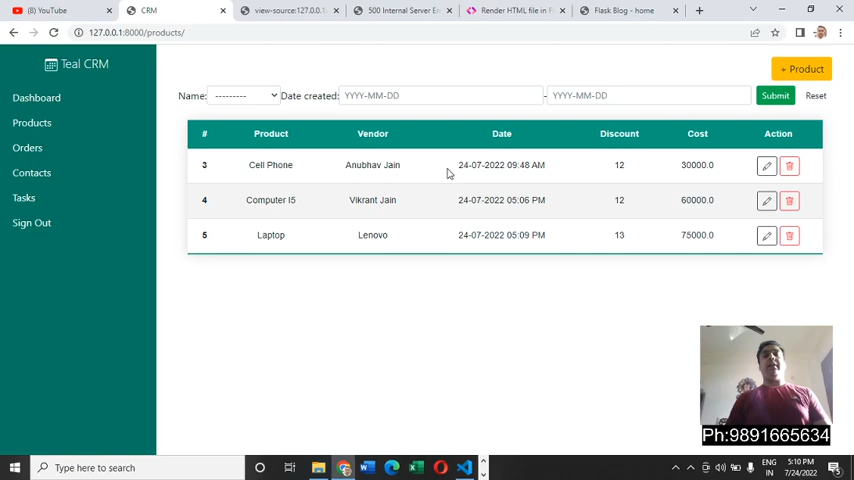 (8) YouTube
CRM
view-source:127.0.0.1:
500 Internal Server Er
Render HTML file in F
Flask Blog - home
127.0.0.1:8000/products/
Teal CRM
Dashboard
Products
Orders
Contacts
Tasks
Sign Out
+ Product
Name: --------- Date created: YYYY-MM-DD - YYYY-MM-DD Submit Reset
# Product Vendor Date Discount Cost Action
3 Cell Phone Anubhav Jain 24-07-2022 09:48 AM 12 30000.0
4 Computer I5 Vikrant Jain 24-07-2022 05:06 PM 12 60000.0
5 Laptop Lenovo 24-07-2022 05:09 PM 13 75000.0
Ph:9891665634
Type here to search
ENG
IN
5:10 PM
7/24/2022